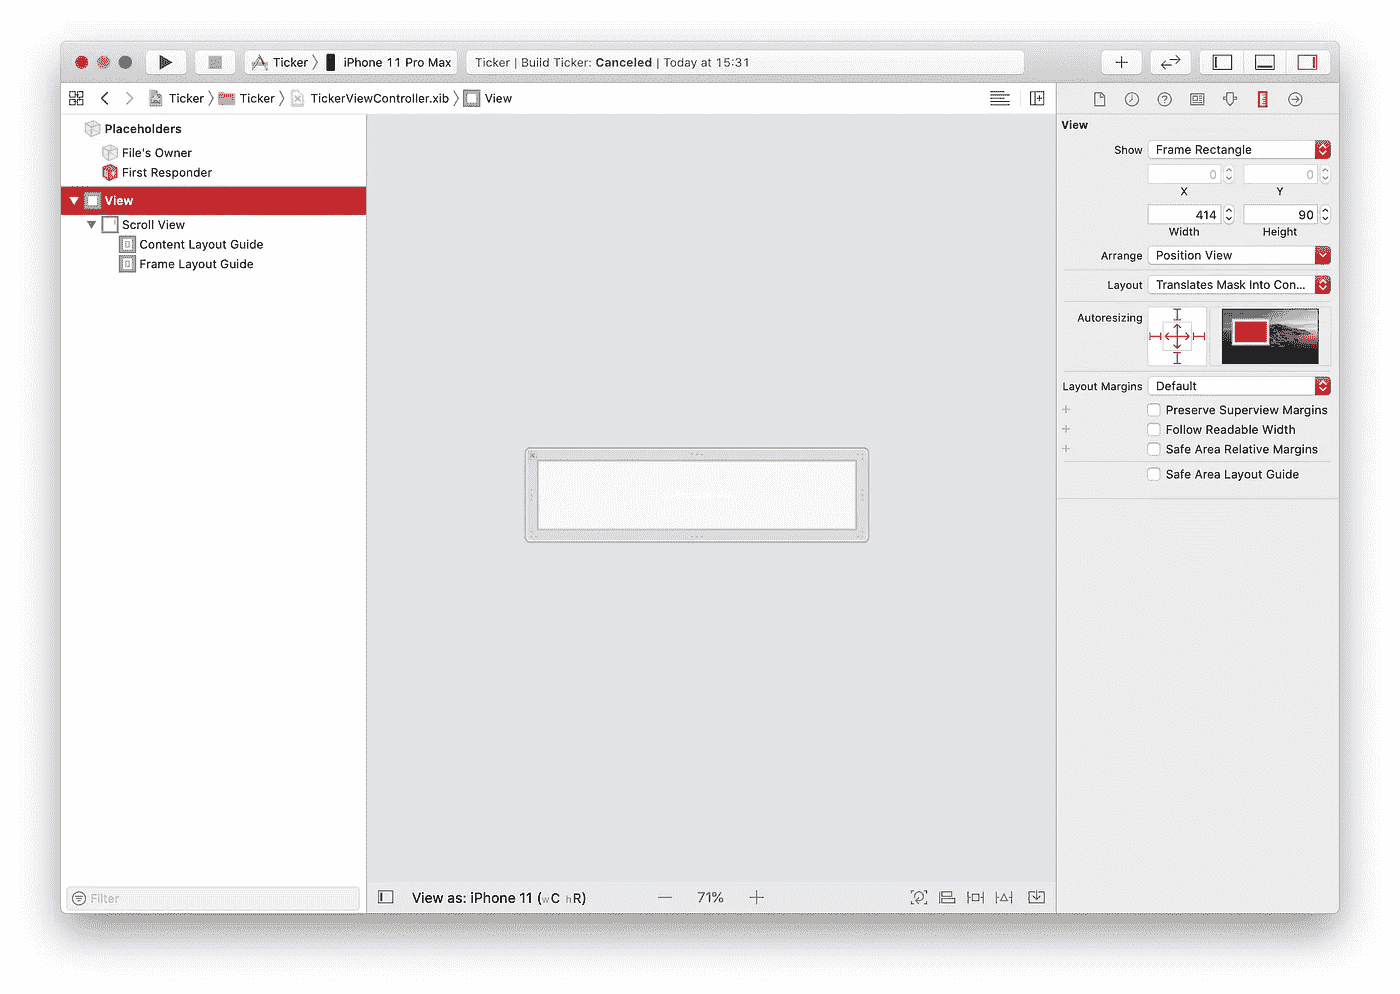 Ticker 〉 iPhone 11 Pro Max
Ticker | Build Ticker: Canceled | Today at 15:31
Ticker 〉 Ticker 〉 TickerViewController.xib 〉 View
Placeholders
File's Owner
First Responder
View
Scroll View
Content Layout Guide
Frame Layout Guide
Filter
View as: iPhone 11 (wC hR)
71%
View
Show Frame Rectangle
0 0
X Y
414 90
Width Height
Arrange Position View
Layout Translates Mask Into Con...
Autoresizing
Layout Margins Default
Preserve Superview Margins
Follow Readable Width
Safe Area Relative Margins
Safe Area Layout Guide